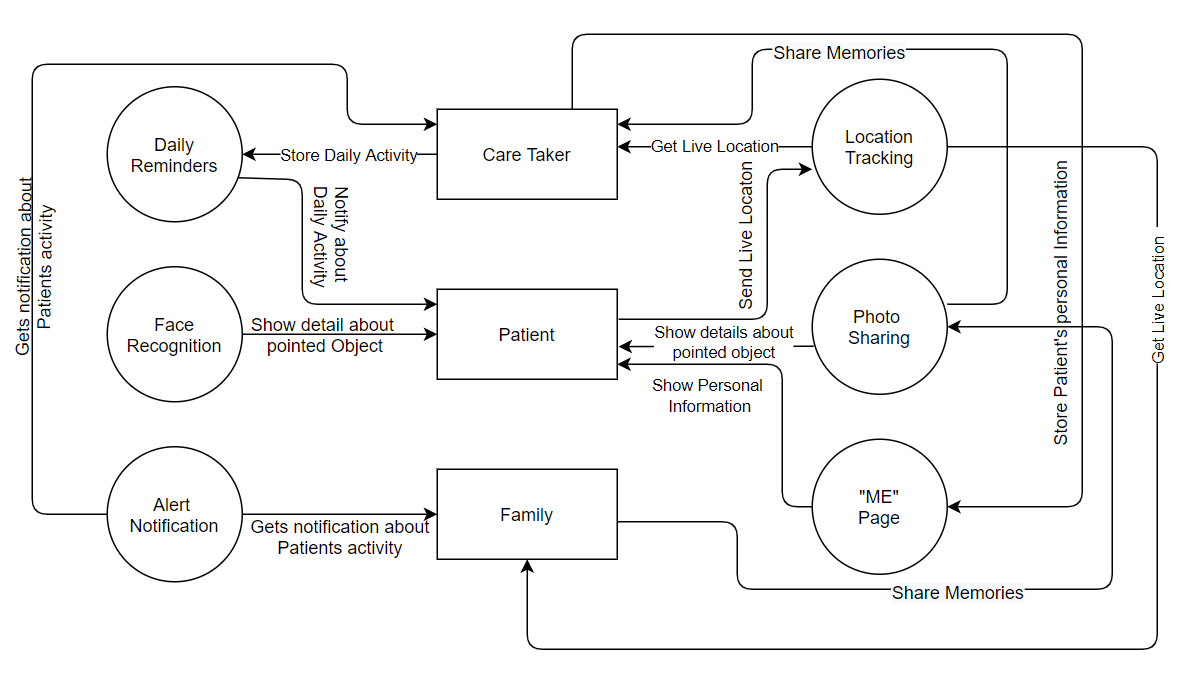 Share Memories
Daily
Reminders
Store Daily Activity
Care Taker
Get Live Location
Location
Tracking
Gets notification about
Patients activity
Notify about
Daily Activity
Send Live Locaton
Store Patient's personal Information
Get Live Location
Face
Recognition
Show detail about
pointed Object
Patient
Show details about
pointed object
Photo
Sharing
Show Personal
Information
Alert
Notification
Gets notification about
Patients activity
Family
"ME"
Page
Share Memories